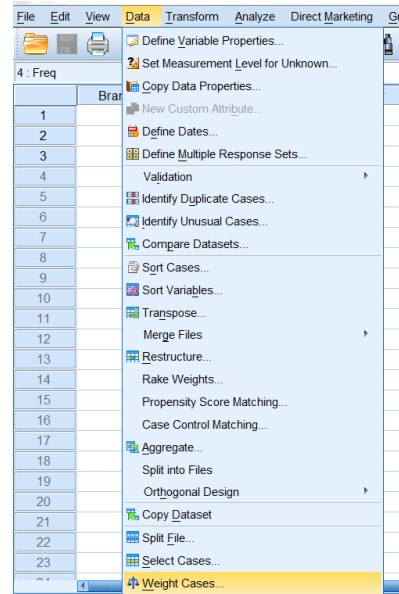 File Edit View Data Transform Analyze Direct Marketing
Define Variable Properties...
Set Measurement Level for Unknown...
4 : Freq
Copy Data Properties...
Bran
New Custom Attribute...
1
Define Dates...
2
Define Multiple Response Sets...
3
Validation
4
Identify Duplicate Cases...
5
Identify Unusual Cases...
6
7
Compare Datasets...
8
Sort Cases...
9
Sort Variables...
10
Transpose...
11
Merge Files
12
Restructure...
13
Rake Weights...
14
Propensity Score Matching...
15
Case Control Matching...
16
17
Aggregate...
18
Split into Files
19
Orthogonal Design
20
Copy Dataset
21
Split File...
22
Select Cases...
23
Weight Cases...